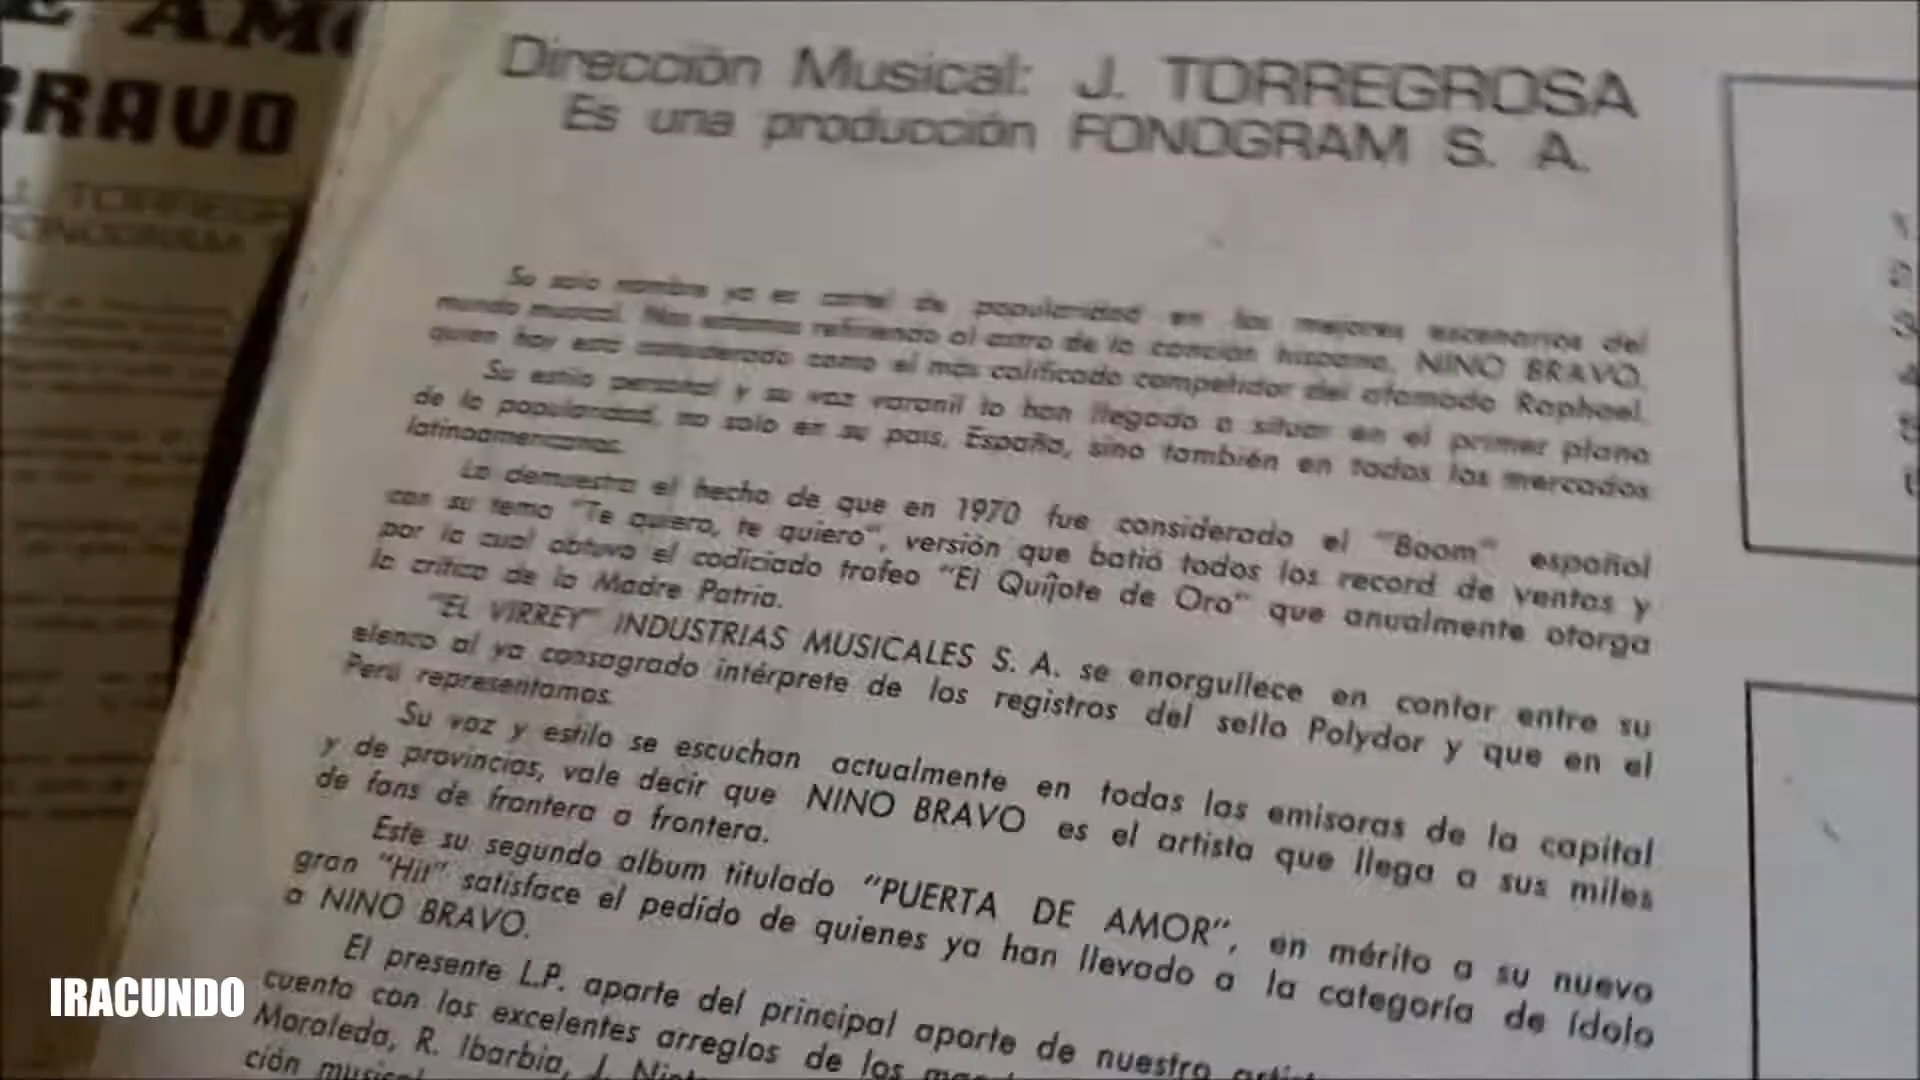 E AMO
BRAVO
J. TORREGR
FONOGRAM
Dirección Musical: J. TORREGROSA
Es una producción FONOGRAM S. A.
Su solo nombre ya es cartel de popularidad en los mejores escenarios del
mundo musical. Nos estamos refiriendo al astro de la canción hispana, NINO BRAVO,
quien hoy está considerado como el mas calificado competidor del afamado Raphael.
Su estilo personal y su voz varonil lo han llegado a situar en el primer plano
de la popularidad, no solo en su país, España, sino también en todos los mercados
latinoamericanos.
Lo demuestra el hecho de que en 1970 fue considerado el "Boom" español
con su tema "Te quiero, te quiero", versión que batió todos los record de ventas y
por la cual obtuvo el codiciado trofeo "El Quijote de Oro" que anualmente otorga
la crítica de la Madre Patria.
"EL VIRREY" INDUSTRIAS MUSICALES S. A. se enorgullece en contar entre su
elenco al ya consagrado intérprete de los registros del sello Polydor y que en el
Perú representamos.
Su voz y estilo se escuchan actualmente en todas las emisoras de la capital
y de provincias, vale decir que NINO BRAVO es el artista que llega a sus miles
de fans de frontera a frontera.
Este su segundo album titulado "PUERTA DE AMOR", en mérito a su nuevo
gran "Hit" satisface el pedido de quienes ya han llevado a la categoría de ídolo
a NINO BRAVO.
El presente L.P. aparte del principal aporte de nuestro
cuenta con los excelentes arreglos de los
Moraleda, R. Ibarbia, J.
ción
IRACUNDO